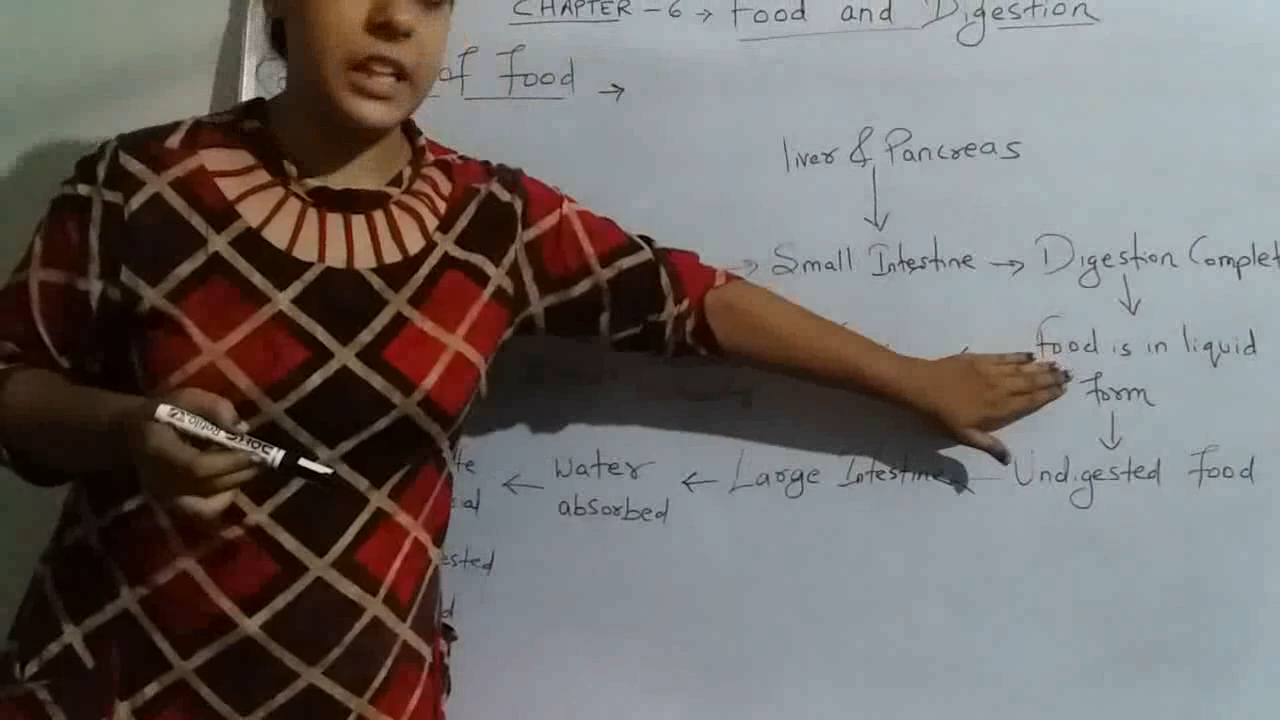 CHAPTER-6 → Food and Digestion
of food →
liver & Pancreas
↓
→ Small Intestine → Digestion Complet
↓
food is in liquid
form
↓
← Water ← Large Intestine Undigested food
absorbed